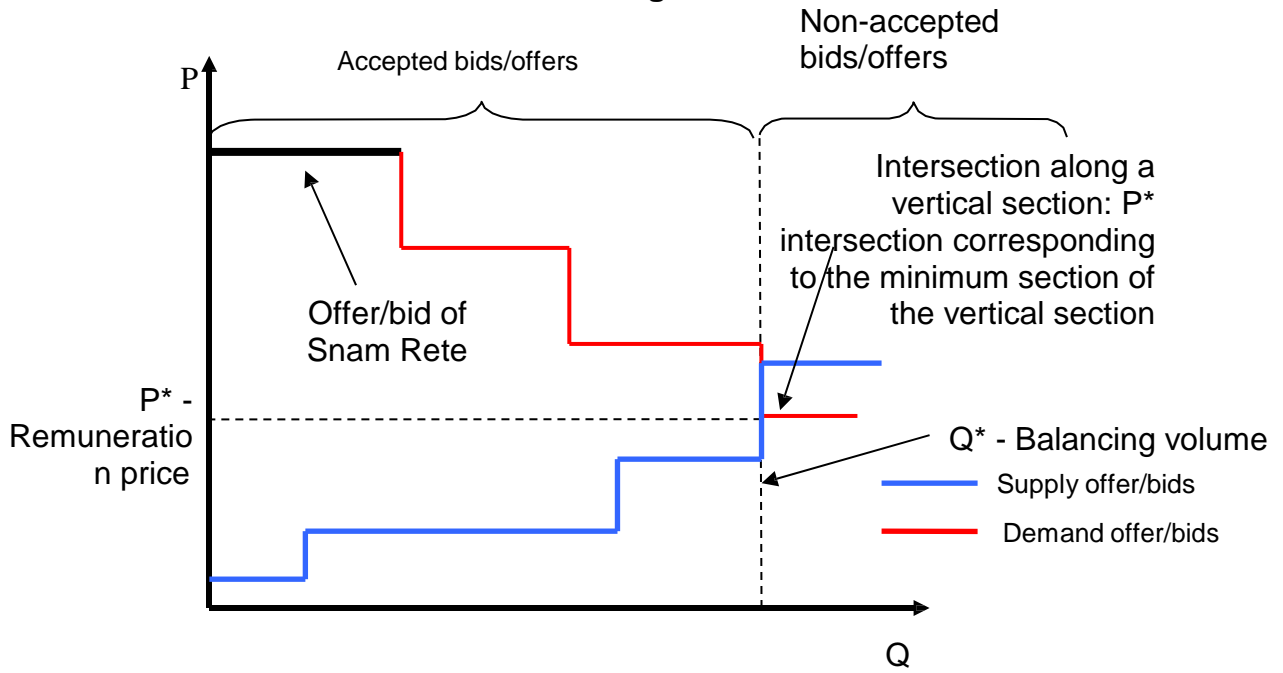 g
Non-accepted
bids/offers
Accepted bids/offers
P
Intersection along a
vertical section: P*
intersection corresponding
to the minimum section of
the vertical section
Offer/bid of
Snam Rete
P* -
Remuneratio
n price
Q* - Balancing volume
Supply offer/bids
Demand offer/bids
Q